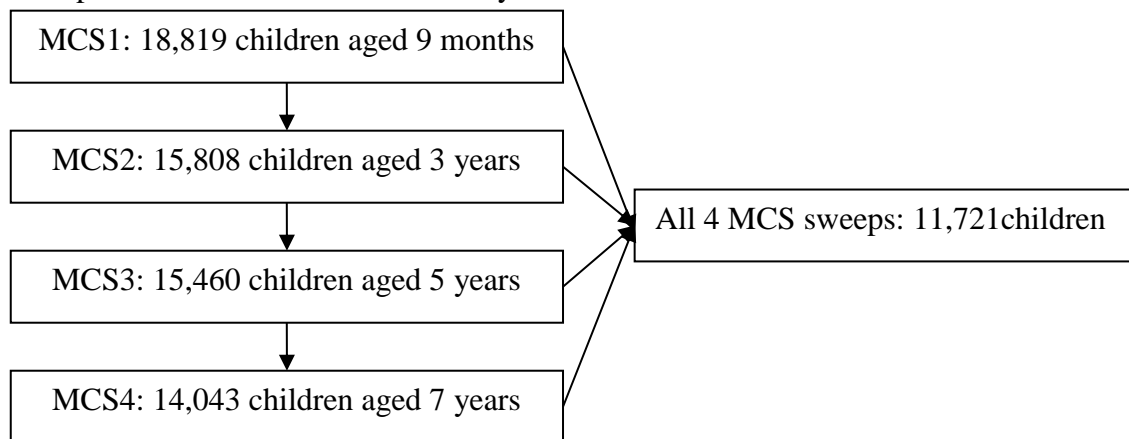 MCS1: 18,819 children aged 9 months
MCS2: 15,808 children aged 3 years
All 4 MCS sweeps: 11,721children
MCS3: 15,460 children aged 5 years
MCS4: 14,043 children aged 7 years